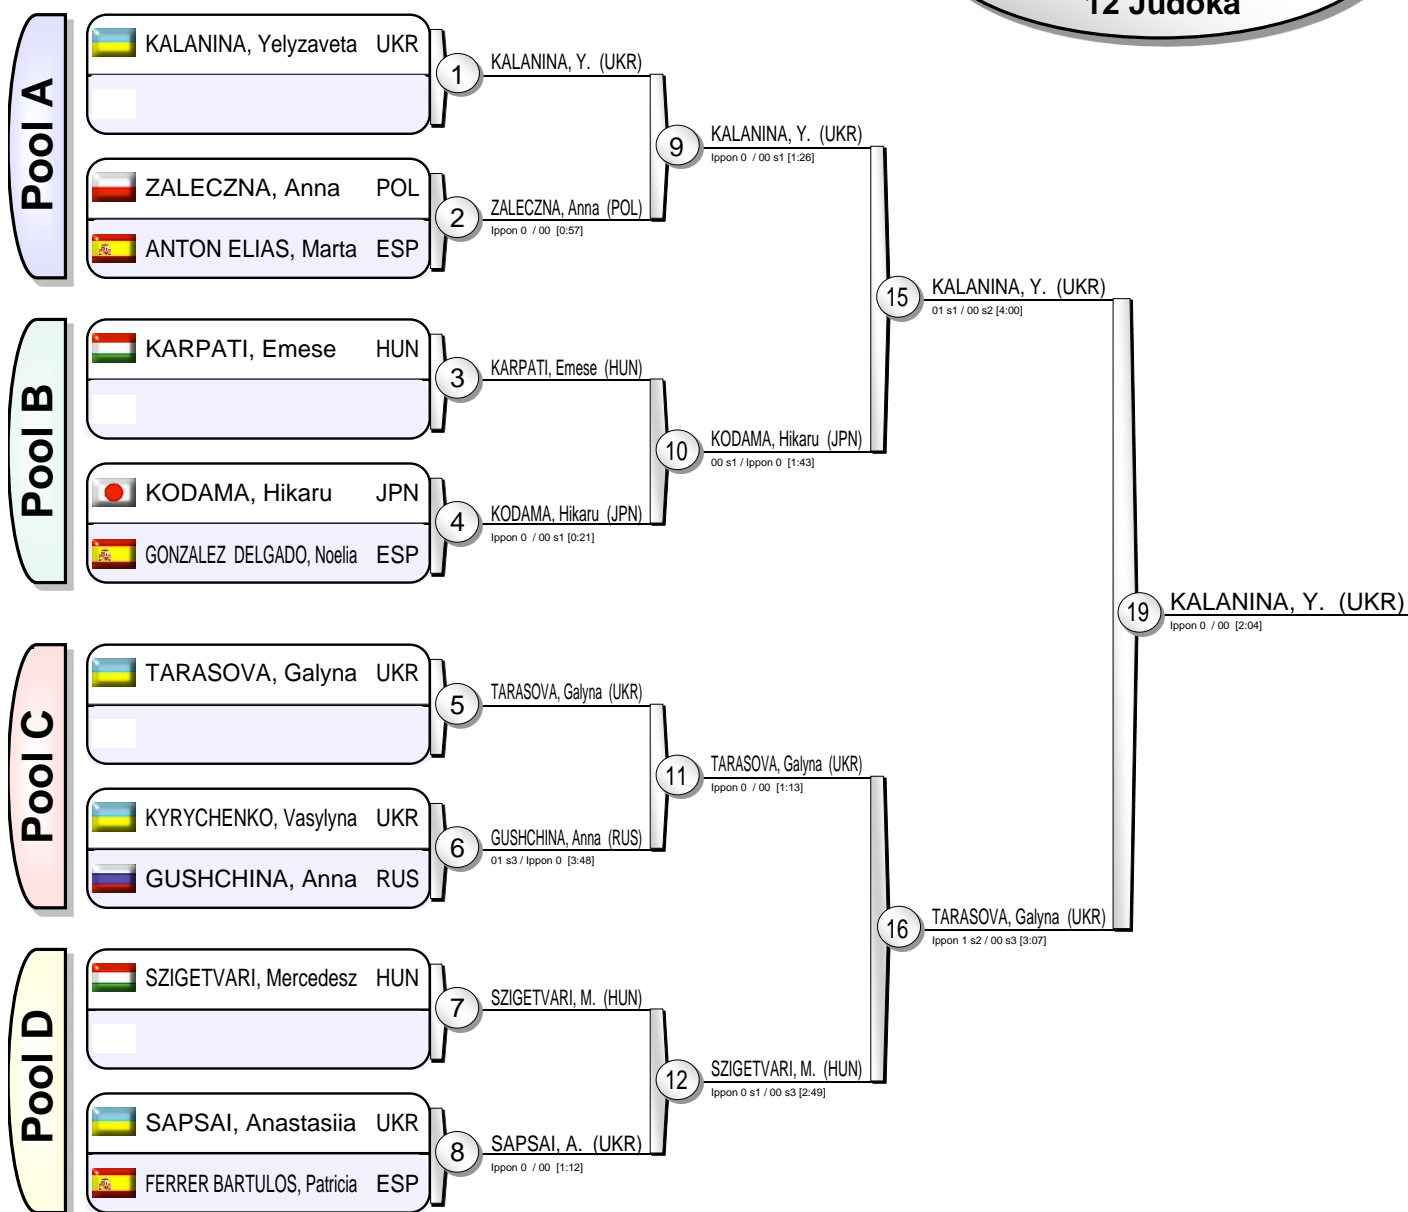 12 Judoka
Pool A
KALANINA, Yelyzaveta UKR
ZALECZNA, Anna POL
ANTON ELIAS, Marta ESP
1
KALANINA, Y. (UKR)
2
ZALECZNA, Anna (POL)
Ippon 0 / 00 [0:57]
9
KALANINA, Y. (UKR)
Ippon 0 / 00 s1 [1:26]
Pool B
KARPATI, Emese HUN
KODAMA, Hikaru JPN
GONZALEZ DELGADO, Noelia ESP
3
KARPATI, Emese (HUN)
4
KODAMA, Hikaru (JPN)
Ippon 0 / 00 s1 [0:21]
10
KODAMA, Hikaru (JPN)
00 s1 / Ippon 0 [1:43]
15
KALANINA, Y. (UKR)
01 s1 / 00 s2 [4:00]
Pool C
TARASOVA, Galyna UKR
KYRYCHENKO, Vasylyna UKR
GUSHCHINA, Anna RUS
5
TARASOVA, Galyna (UKR)
6
GUSHCHINA, Anna (RUS)
01 s3 / Ippon 0 [3:48]
11
TARASOVA, Galyna (UKR)
Ippon 0 / 00 [1:13]
Pool D
SZIGETVARI, Mercedesz HUN
SAPSAI, Anastasiia UKR
FERRER BARTULOS, Patricia ESP
7
SZIGETVARI, M. (HUN)
8
SAPSAI, A. (UKR)
Ippon 0 / 00 [1:12]
12
SZIGETVARI, M. (HUN)
Ippon 0 s1 / 00 s3 [2:49]
16
TARASOVA, Galyna (UKR)
Ippon 1 s2 / 00 s3 [3:07]
19
KALANINA, Y. (UKR)
Ippon 0 / 00 [2:04]